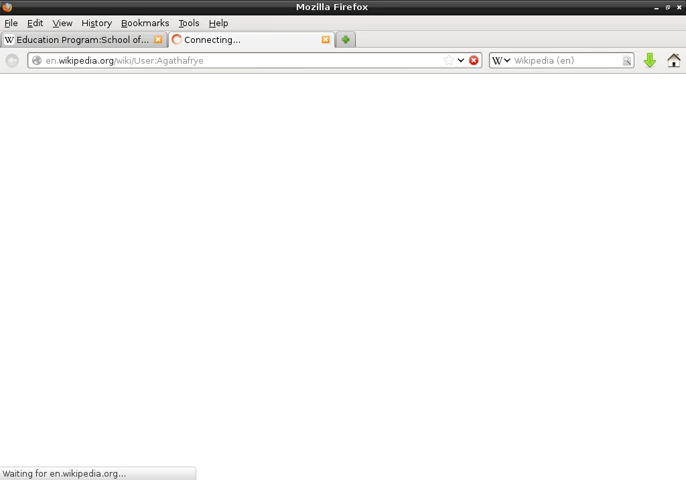 Mozilla Firefox
File Edit View History Bookmarks Tools Help
W Education Program:School of... Connecting...
en.wikipedia.org/wiki/User:Agathafrye W Wikipedia (en)
Waiting for en.wikipedia.org...